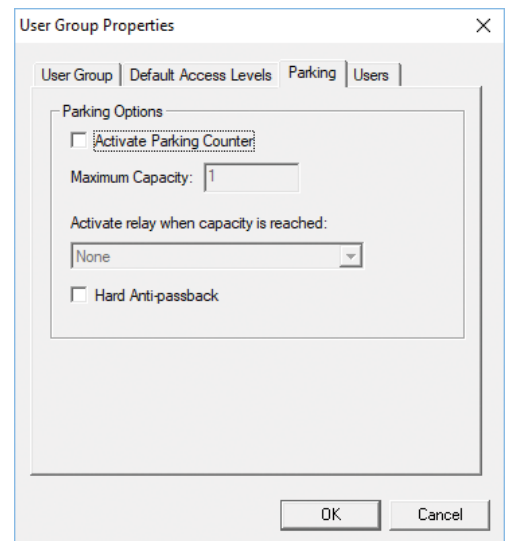 User Group Properties
User Group Default Access Levels Parking Users
Parking Options
Activate Parking Counter
Maximum Capacity: 1
Activate relay when capacity is reached:
None
Hard Anti-passback
OK Cancel